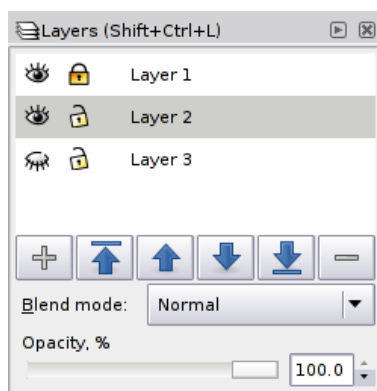 Layers (Shift+Ctrl+L)
Layer 1
Layer 2
Layer 3
Blend mode: Normal
Opacity, %
100.0